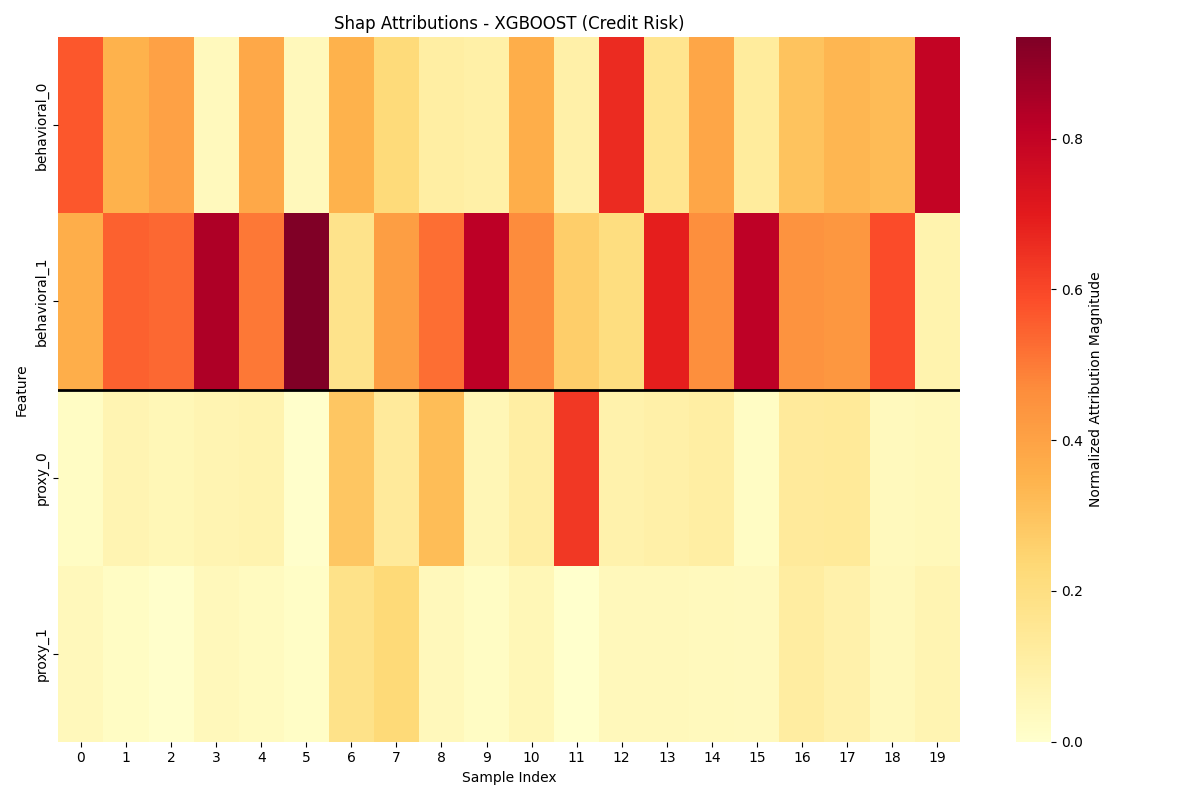 Shap Attributions - XGBOOST (Credit Risk)
Feature
behavioral_0
behavioral_1
proxy_0
proxy_1
0 1 2 3 4 5 6 7 8 9 10 11 12 13 14 15 16 17 18 19
Sample Index
0.8
0.6
0.4
0.2
0.0
Normalized Attribution Magnitude